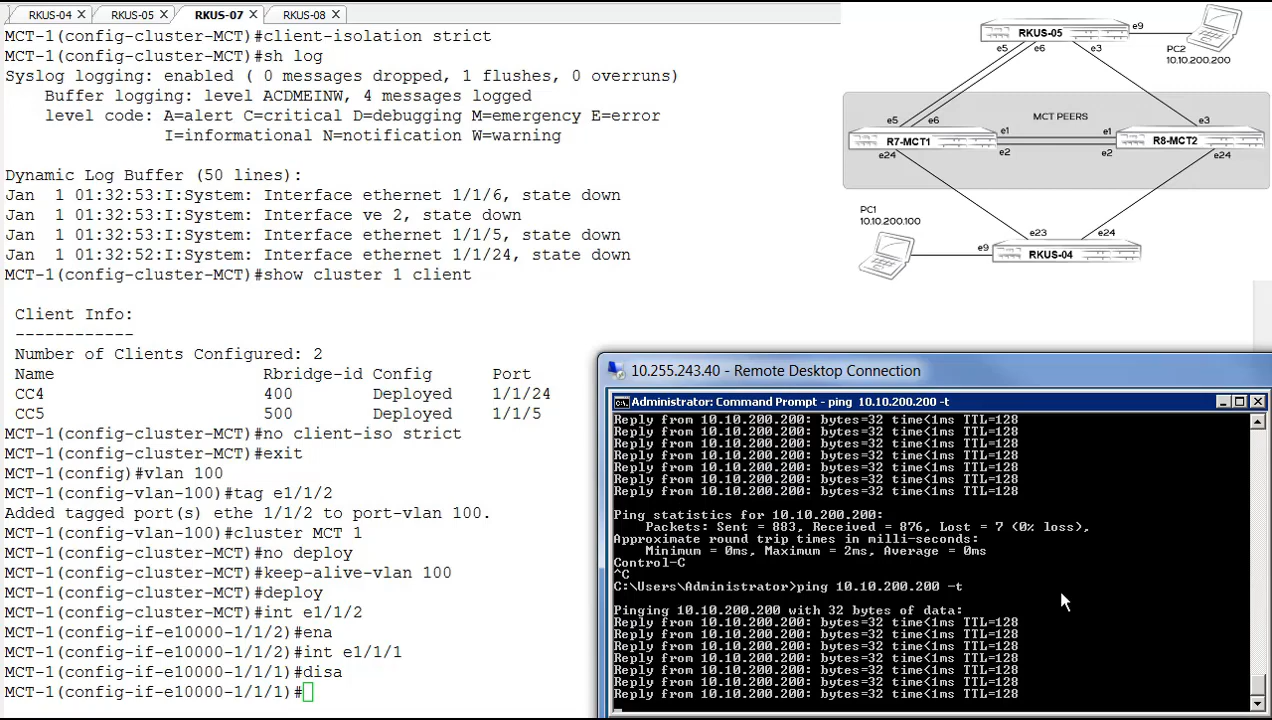 RKUS-04
RKUS-05
RKUS-07
RKUS-08
MCT-1(config-cluster-MCT)#client-isolation strict
MCT-1(config-cluster-MCT)#sh log
Syslog logging: enabled ( 0 messages dropped, 1 flushes, 0 overruns)
Buffer logging: level ACDMEINW, 4 messages logged
level code: A=alert C=critical D=debugging M=emergency E=error
I=informational N=notification W=warning
Dynamic Log Buffer (50 lines):
Jan  1 01:32:53:I:System: Interface ethernet 1/1/6, state down
Jan  1 01:32:53:I:System: Interface ve 2, state down
Jan  1 01:32:53:I:System: Interface ethernet 1/1/5, state down
Jan  1 01:32:52:I:System: Interface ethernet 1/1/24, state down
MCT-1(config-cluster-MCT)#show cluster 1 client
Client Info:
------------
Number of Clients Configured: 2
Name Rbridge-id Config Port
CC4 400 Deployed 1/1/24
CC5 500 Deployed 1/1/5
MCT-1(config-cluster-MCT)#no client-iso strict
MCT-1(config-cluster-MCT)#exit
MCT-1(config)#vlan 100
MCT-1(config-vlan-100)#tag e1/1/2
Added tagged port(s) ethe 1/1/2 to port-vlan 100.
MCT-1(config-vlan-100)#cluster MCT 1
MCT-1(config-cluster-MCT)#no deploy
MCT-1(config-cluster-MCT)#keep-alive-vlan 100
MCT-1(config-cluster-MCT)#deploy
MCT-1(config-cluster-MCT)#int e1/1/2
MCT-1(config-if-e10000-1/1/2)#ena
MCT-1(config-if-e10000-1/1/2)#int e1/1/1
MCT-1(config-if-e10000-1/1/1)#disa
MCT-1(config-if-e10000-1/1/1)#
RKUS-05
e9
e5
e6
e3
PC2
10.10.200.200
e5
e6
MCT PEERS
e3
R7-MCT1
e1
e1
R8-MCT2
e24
e2
e2
e24
PC1
10.10.200.100
e23
e24
e9
RKUS-04
10.255.243.40 - Remote Desktop Connection
Administrator: Command Prompt - ping  10.10.200.200 -t
Reply from 10.10.200.200: bytes=32 time<1ms TTL=128
Reply from 10.10.200.200: bytes=32 time<1ms TTL=128
Reply from 10.10.200.200: bytes=32 time<1ms TTL=128
Reply from 10.10.200.200: bytes=32 time<1ms TTL=128
Reply from 10.10.200.200: bytes=32 time<1ms TTL=128
Reply from 10.10.200.200: bytes=32 time<1ms TTL=128
Reply from 10.10.200.200: bytes=32 time<1ms TTL=128
Ping statistics for 10.10.200.200:
Packets: Sent = 883, Received = 876, Lost = 7 (0% loss),
Approximate round trip times in milli-seconds:
Minimum = 0ms, Maximum = 2ms, Average = 0ms
Control-C
^C
C:\Users\Administrator>ping 10.10.200.200 -t
Pinging 10.10.200.200 with 32 bytes of data:
Reply from 10.10.200.200: bytes=32 time<1ms TTL=128
Reply from 10.10.200.200: bytes=32 time<1ms TTL=128
Reply from 10.10.200.200: bytes=32 time<1ms TTL=128
Reply from 10.10.200.200: bytes=32 time<1ms TTL=128
Reply from 10.10.200.200: bytes=32 time<1ms TTL=128
Reply from 10.10.200.200: bytes=32 time<1ms TTL=128
Reply from 10.10.200.200: bytes=32 time<1ms TTL=128